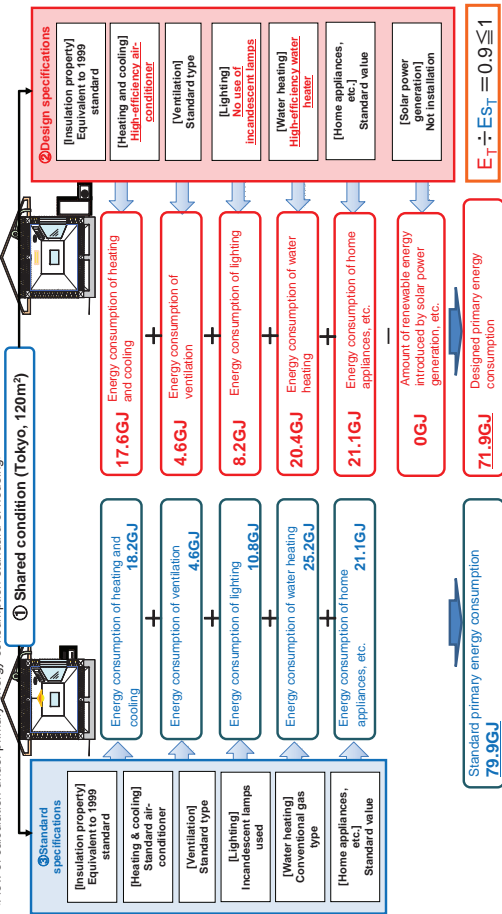 ① Shared condition (Tokyo, 120m²)
③Standard
specifications
[Insulation property]
Equivalent to 1999
standard
[Heating & cooling]
Standard air-
conditioner
[Ventilation]
Standard type
[Lighting]
Incandescent lamps
used
[Water heating]
Conventional gas
type
[Home appliances,
etc.]
Standard value
Energy consumption of heating and
cooling 18.2GJ
+
Energy consumption of ventilation
4.6GJ
+
Energy consumption of lighting
10.8GJ
+
Energy consumption of water heating
25.2GJ
+
Energy consumption of home
appliances, etc. 21.1GJ
Standard primary energy consumption
79.9GJ
17.6GJ Energy consumption of heating
and cooling
+
4.6GJ Energy consumption of
ventilation
+
8.2GJ Energy consumption of lighting
+
20.4GJ Energy consumption of water
heating
+
21.1GJ Energy consumption of home
appliances, etc.
−
0GJ Amount of renewable energy
introduced by solar power
generation, etc.
71.9GJ Designed primary energy
consumption
②Design specifications
[Insulation property]
Equivalent to 1999
standard
[Heating and cooling]
High-efficiency air-
conditioner
[Ventilation]
Standard type
[Lighting]
No use of
incandescent lamps
[Water heating]
High-efficiency water
heater
[Home appliances,
etc.]
Standard value
[Solar power
generation]
Not installation
E T ÷ E S T = 0.9 ≦ 1